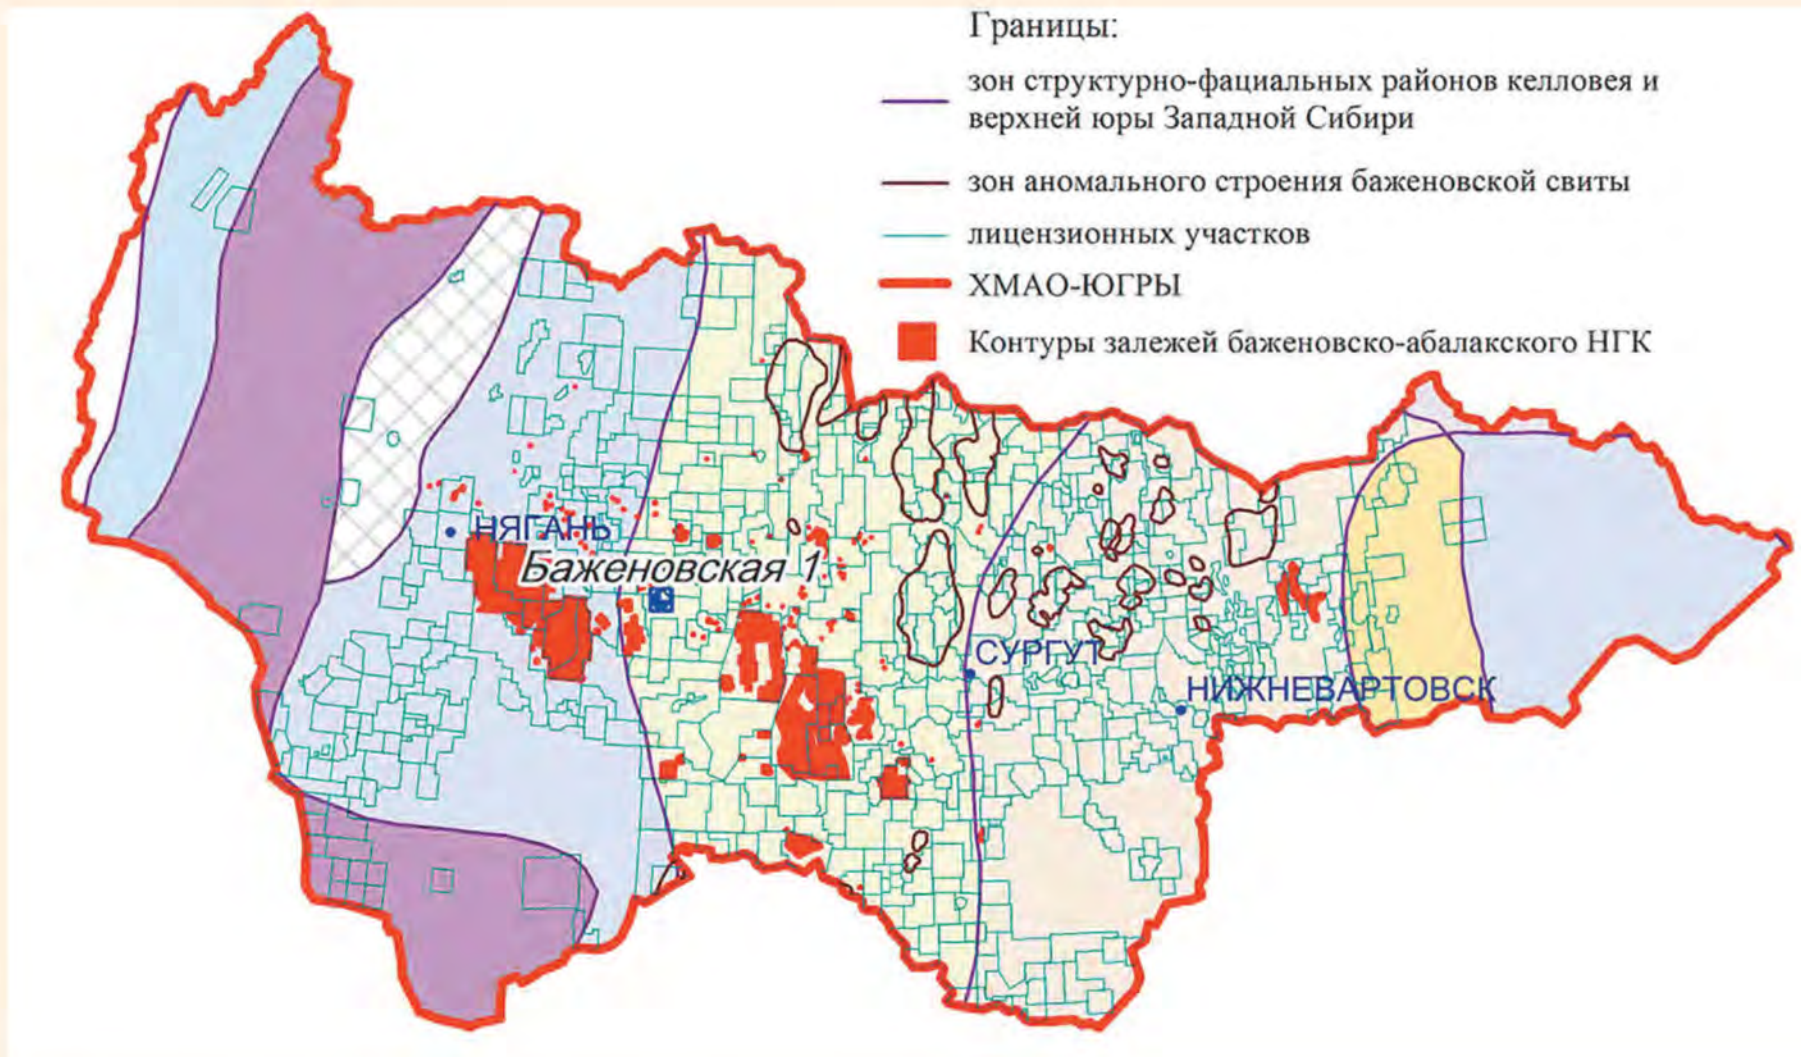 Границы:
зон структурно-фациальных районов келловея и
верхней юры Западной Сибири
зон аномального строения баженовской свиты
лицензионных участков
ХМАО-ЮГРЫ
Контуры залежей баженовско-абалакского НГК
НЯГАНЬ
Баженовская 1
СУРГУТ
НИЖНЕВАРТОВСК